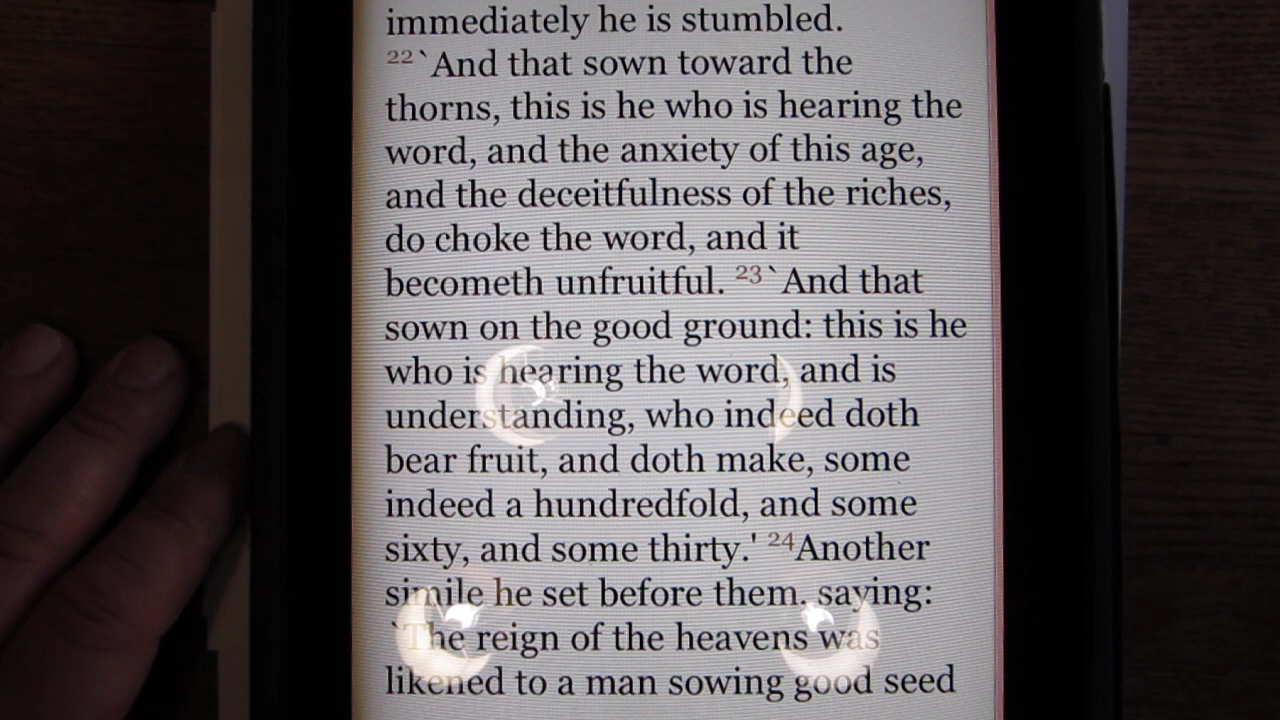 immediately he is stumbled.
22 `And that sown toward the
thorns, this is he who is hearing the
word, and the anxiety of this age,
and the deceitfulness of the riches,
do choke the word, and it
becometh unfruitful. 23 `And that
sown on the good ground: this is he
who is hearing the word, and is
understanding, who indeed doth
bear fruit, and doth make, some
indeed a hundredfold, and some
sixty, and some thirty.' 24 Another
simile he set before them, saying:
`The reign of the heavens was
likened to a man sowing good seed